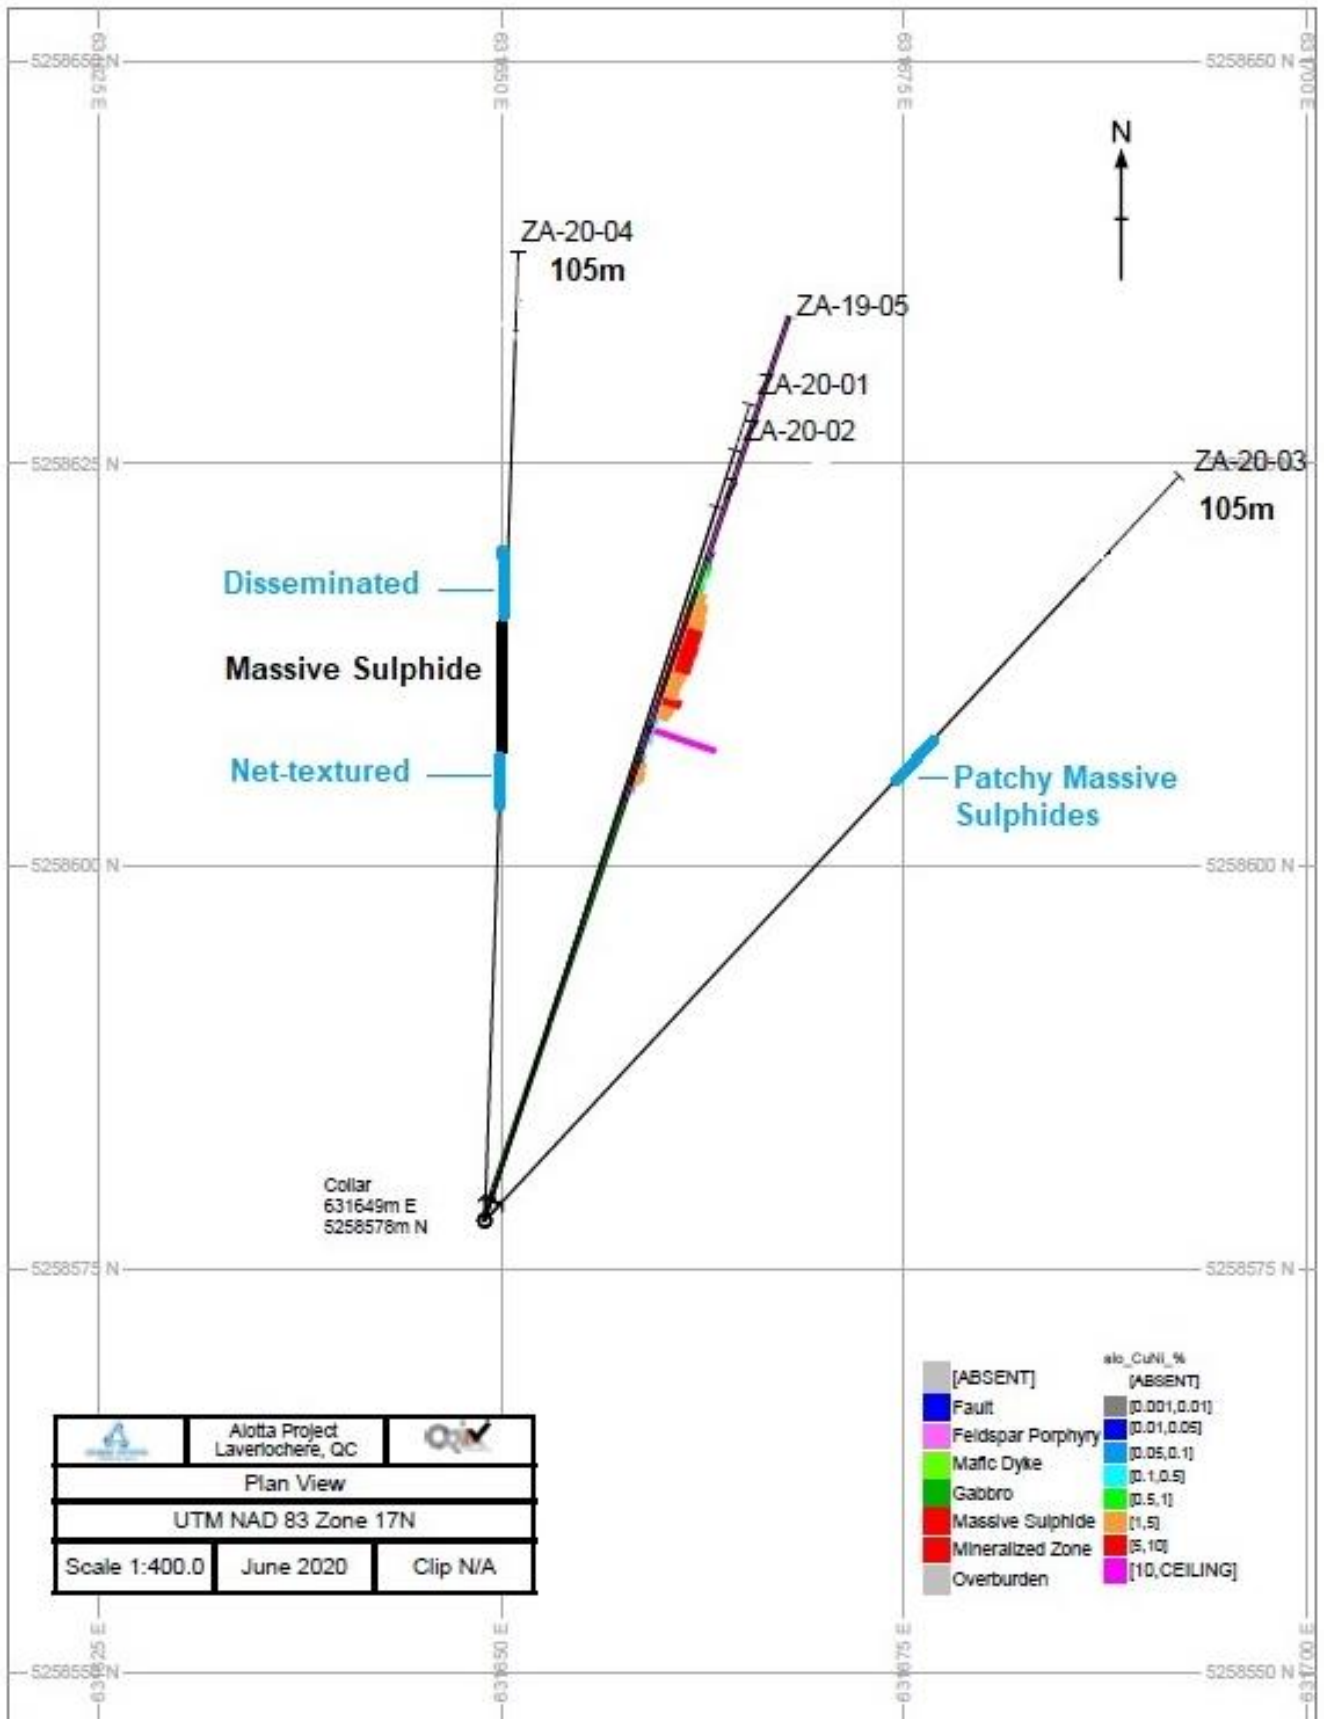 631625 E
631650 E
631675 E
631700 E
5258650 N
5258650 N
N
ZA-20-04
105m
ZA-19-05
ZA-20-01
ZA-20-02
5258625 N
ZA-20-03
105m
Disseminated
Massive Sulphide
Net-textured
Patchy Massive
Sulphides
5258600 N
5258600 N
Collar
631649m E
5258578m N
5258575 N
5258575 N
[ABSENT]
Fault
Feldspar Porphyry
Mafic Dyke
Gabbro
Massive Sulphide
Mineralized Zone
Overburden
[ABSENT]
[0.001,0.01]
[0.01,0.05]
[0.05,0.1]
[0.1,0.5]
[0.5,1]
[1,5]
[5,10]
[10,CEILING]
Alotta Project
Laverlochere, QC
Plan View
UTM NAD 83 Zone 17N
Scale 1:400.0
June 2020
Clip N/A
5258550 N
5258550 N
631625 E
631650 E
631675 E
631700 E